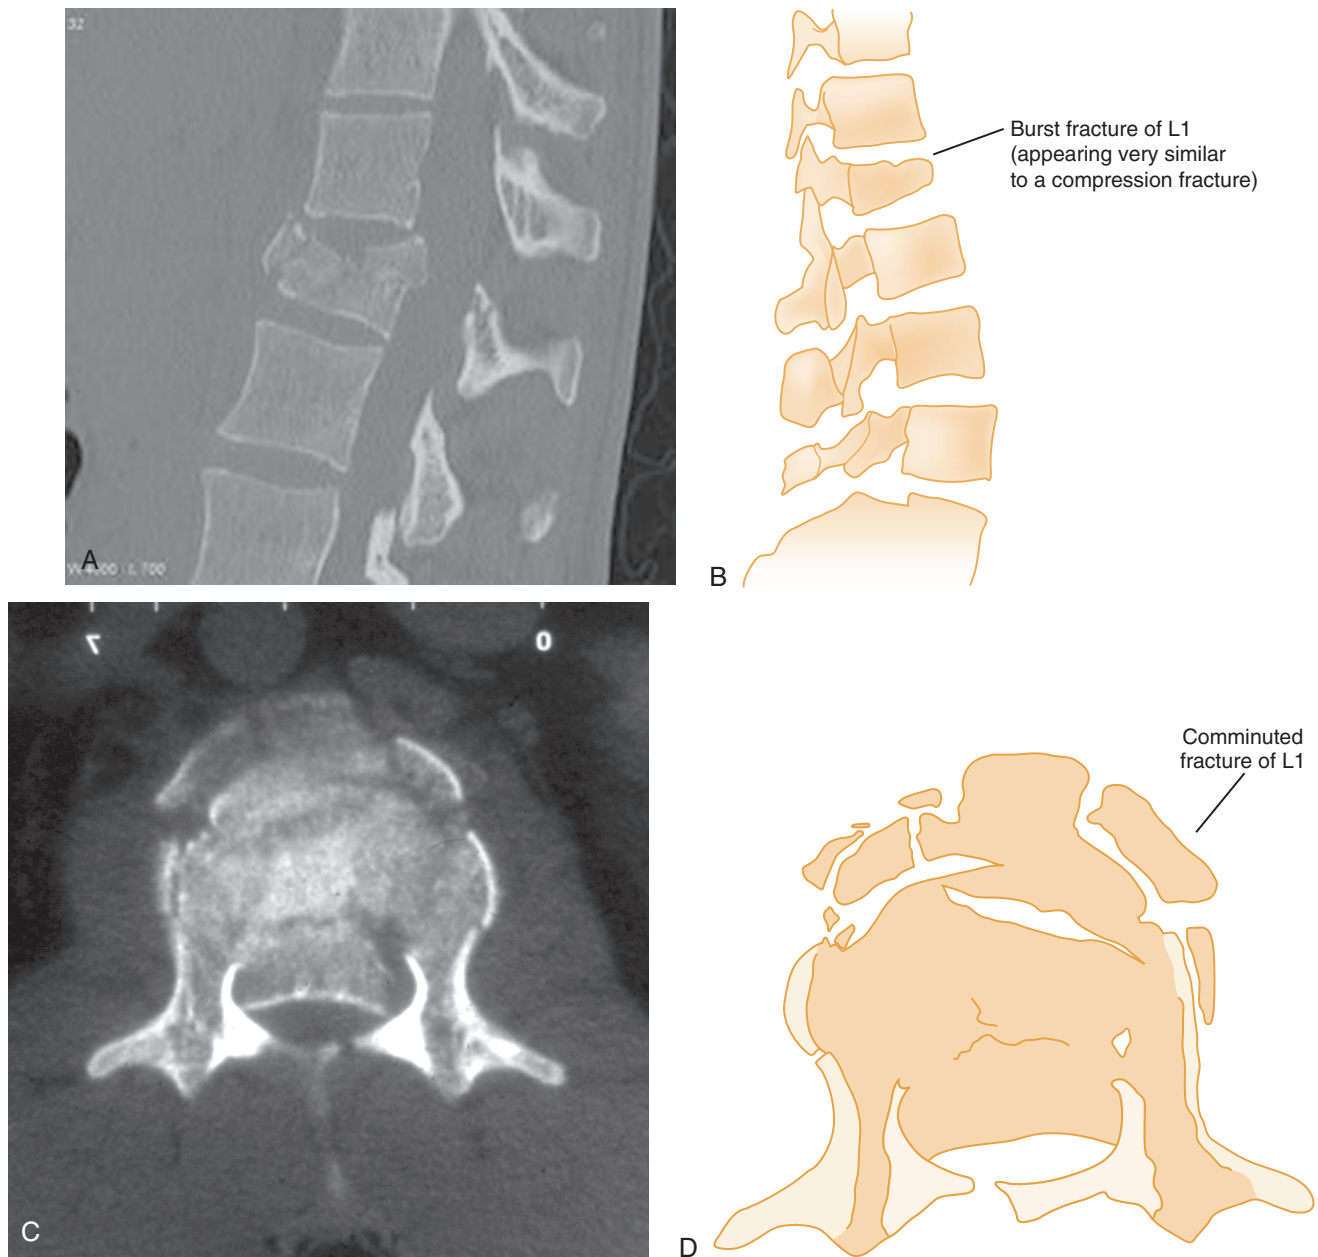 32
Burst fracture of L1
(appearing very similar
to a compression fracture)
A
B
7
0
Comminuted
fracture of L1
C
D